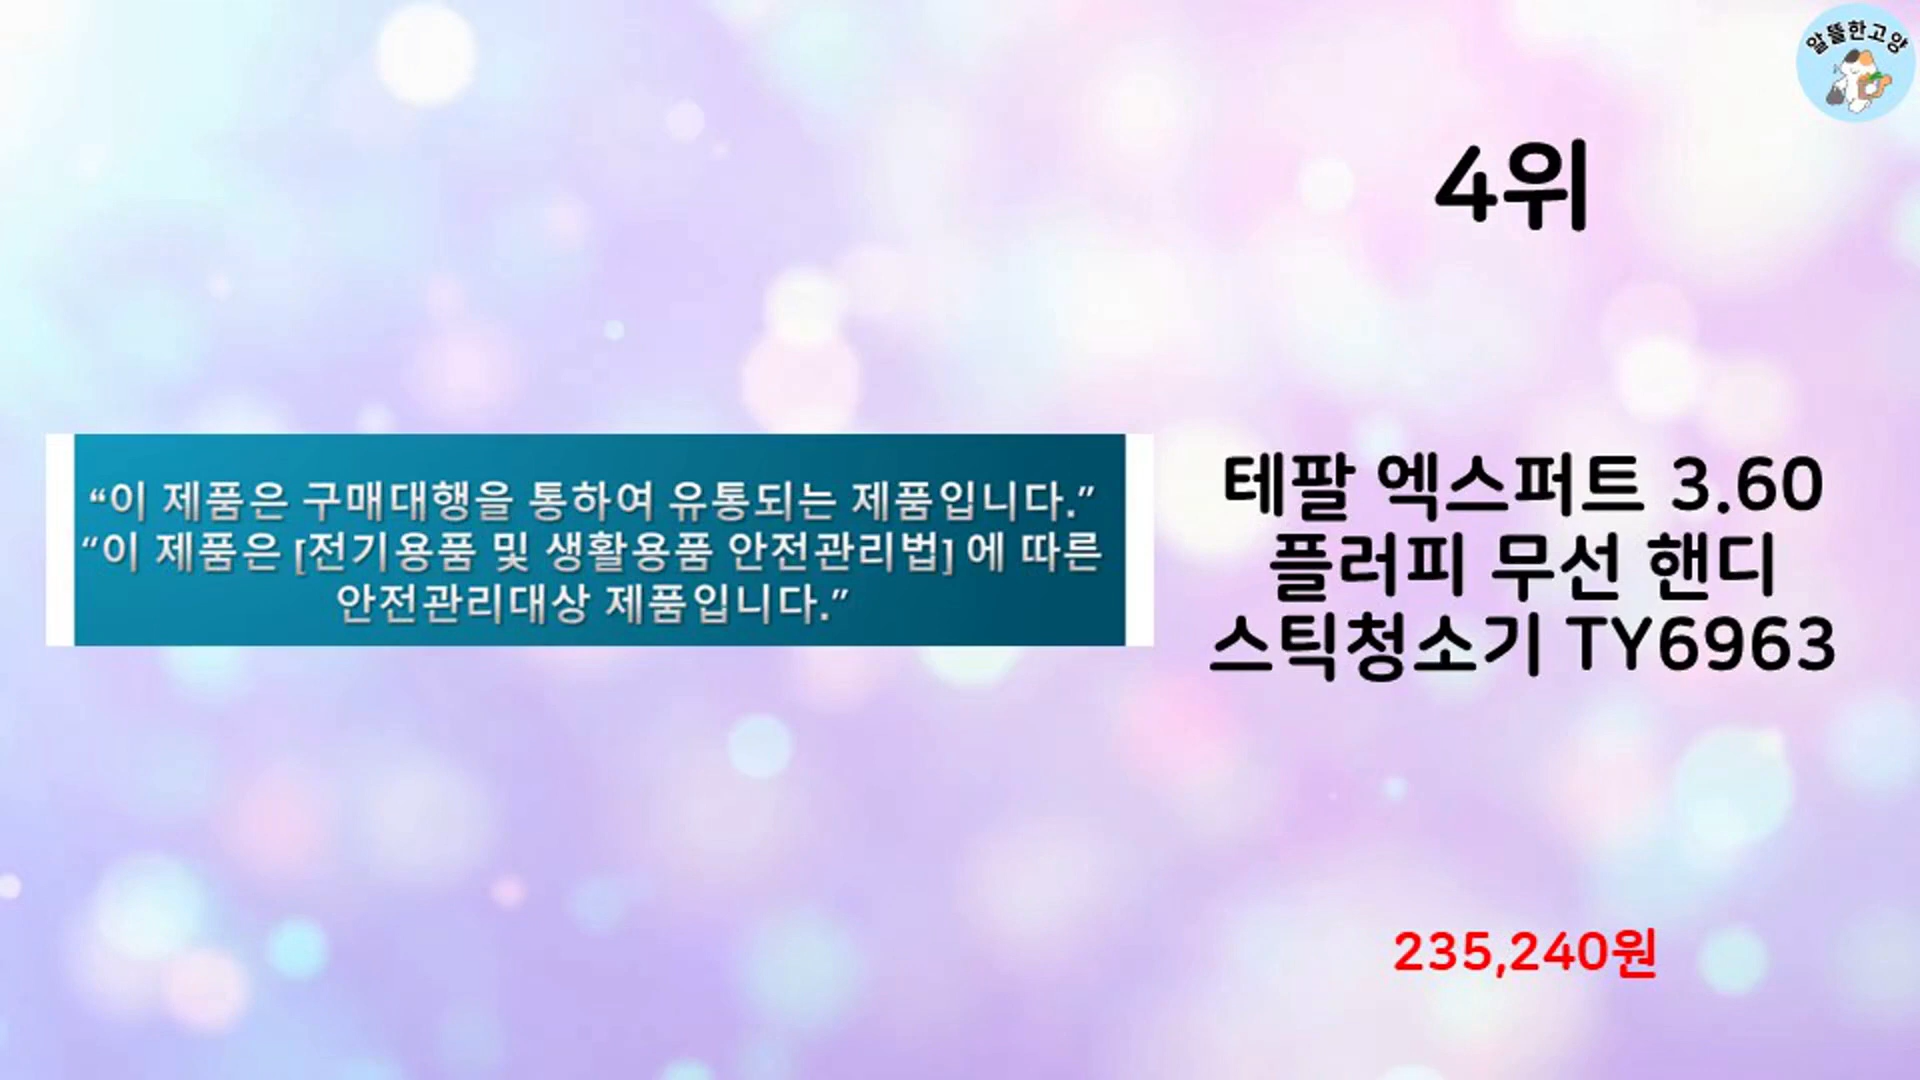 알뜰한고양
4위
“이 제품은 구매대행을 통하여 유통되는 제품입니다.”
“이 제품은 [전기용품 및 생활용품 안전관리법] 에 따른
안전관리대상 제품입니다.”
테팔 엑스퍼트 3.60
플러피 무선 핸디
스틱청소기 TY6963
235,240원